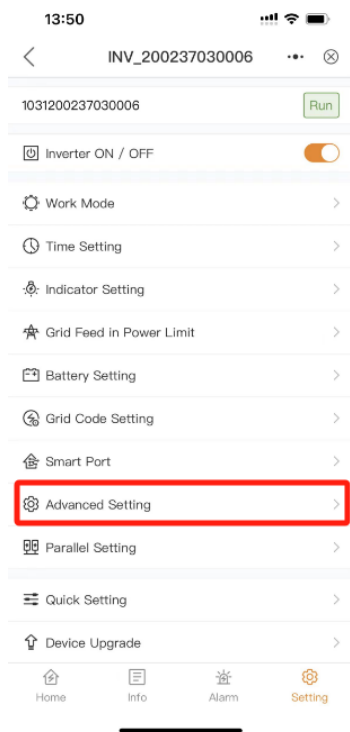 13:50
INV_200237030006
1031200237030006
Run
Inverter ON / OFF
Work Mode
Time Setting
Indicator Setting
Grid Feed in Power Limit
Battery Setting
Grid Code Setting
Smart Port
Advanced Setting
Parallel Setting
Quick Setting
Device Upgrade
Home
Info
Alarm
Setting